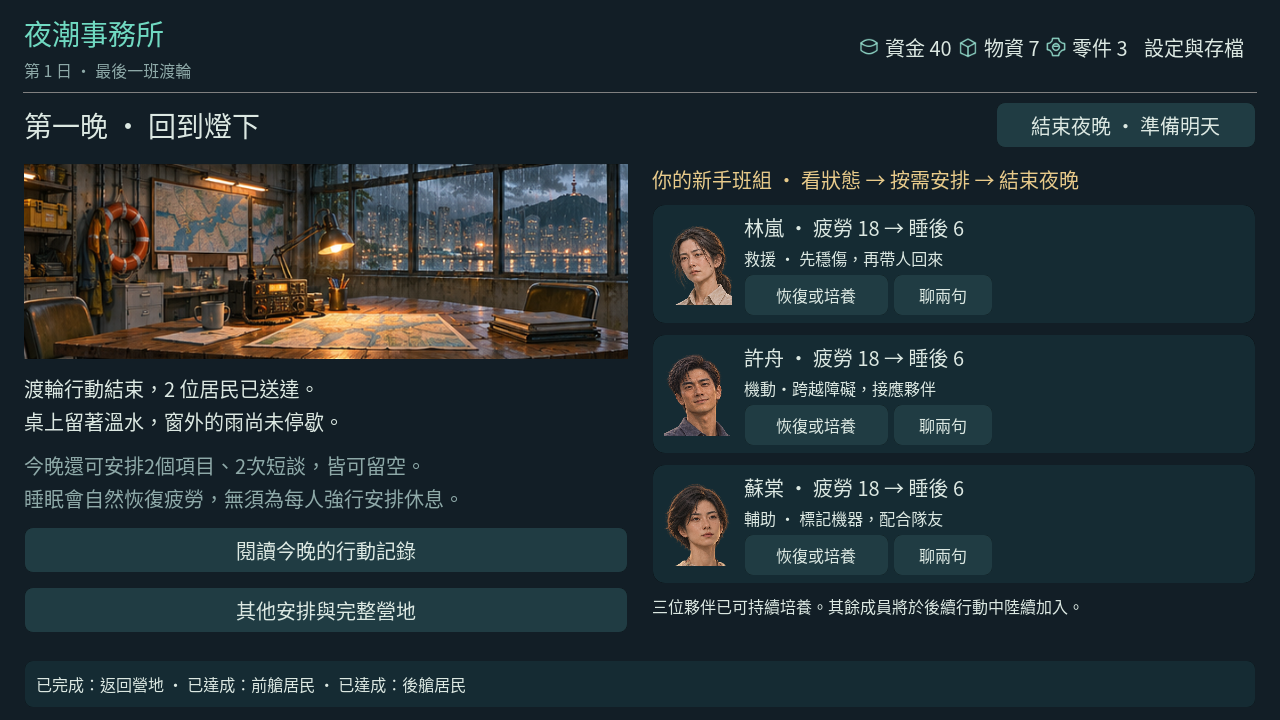 夜潮事務所
第 1 日 · 最後一班渡輪
資金 40 物資 7 零件 3 設定與存檔
第一晚 · 回到燈下
結束夜晚 · 準備明天
渡輪行動結束，2 位居民已送達。
桌上留著溫水，窗外的雨尚未停歇。
今晚還可安排2個項目、2次短談，皆可留空。
睡眠會自然恢復疲勞，無須為每人強行安排休息。
閱讀今晚的行動記錄
其他安排與完整營地
你的新手班組 · 看狀態 → 按需安排 → 結束夜晚
林嵐 · 疲勞 18 → 睡後 6
救援 · 先穩傷，再帶人回來
恢復或培養 聊兩句
許舟 · 疲勞 18 → 睡後 6
機動·跨越障礙，接應夥伴
恢復或培養 聊兩句
蘇棠 · 疲勞 18 → 睡後 6
輔助 · 標記機器，配合隊友
恢復或培養 聊兩句
三位夥伴已可持續培養。其餘成員將於後續行動中陸續加入。
已完成：返回營地 · 已達成：前艙居民 · 已達成：後艙居民